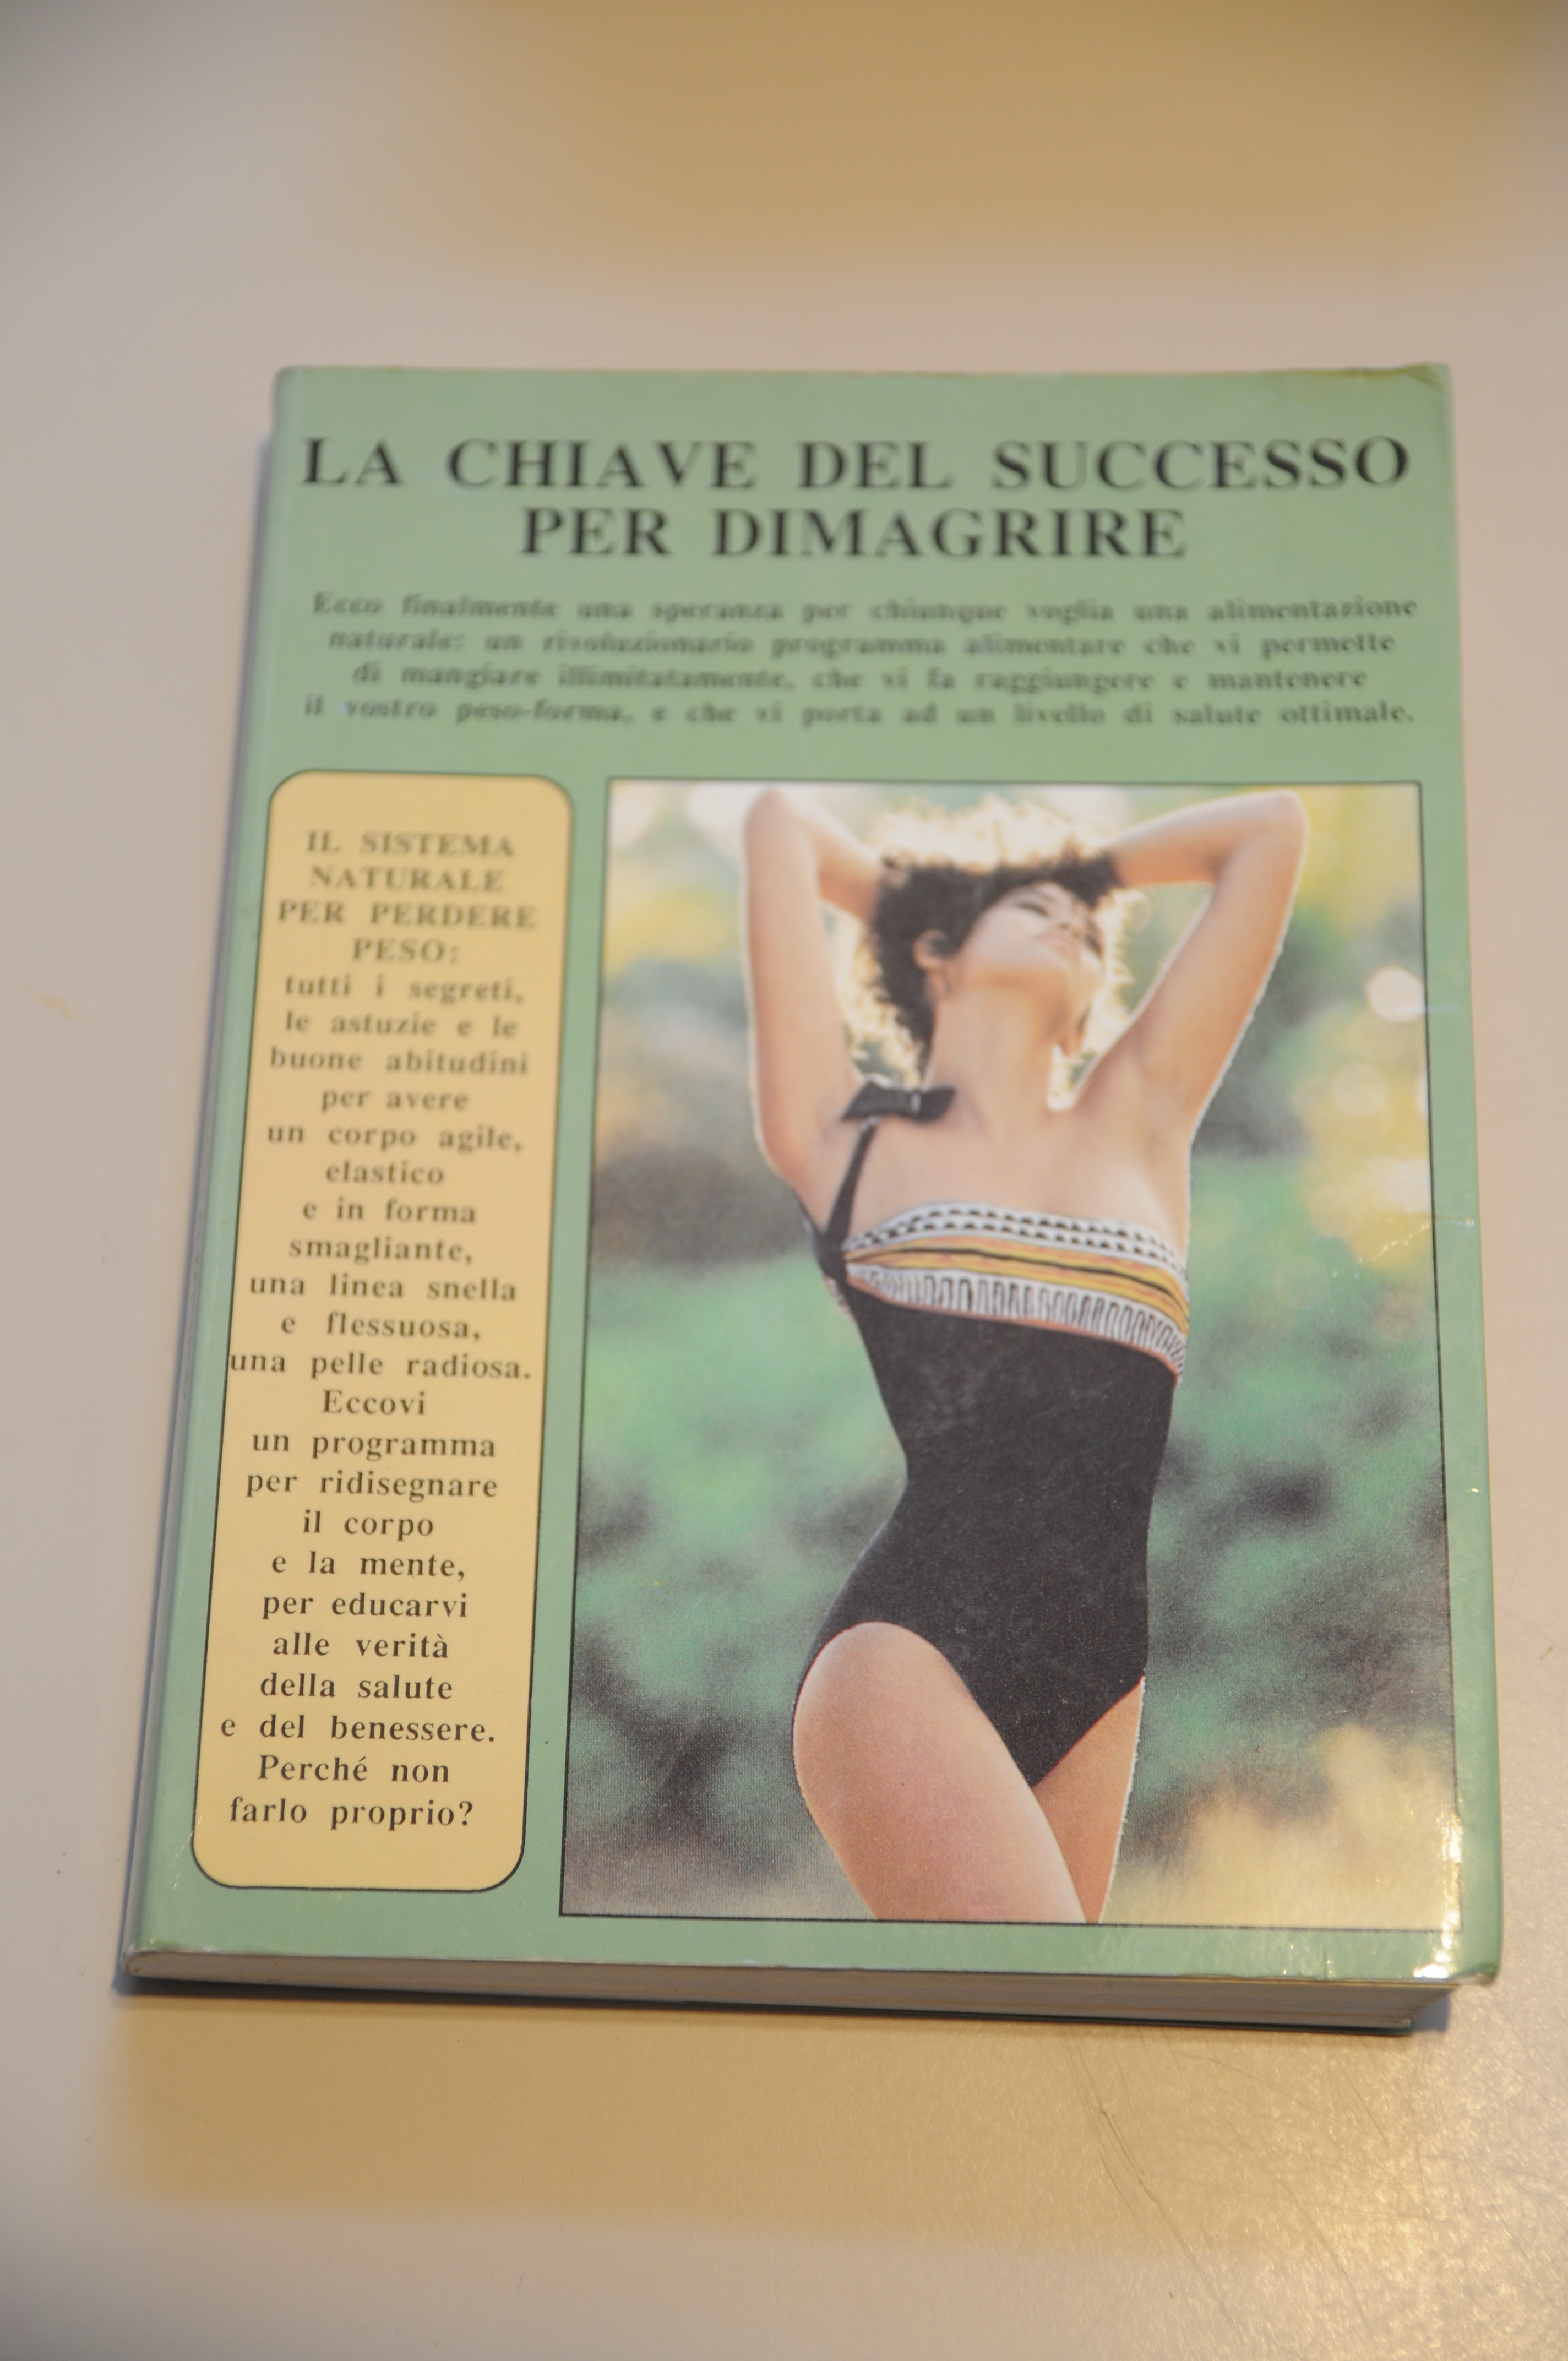 LA CHIAVE DEL SUCCESSO
PER DIMAGRIRE
Ecco finalmente una speranza per chiunque voglia una alimentazione
naturale: un rivoluzionario programma alimentare che vi permette
di mangiare illimitatamente, che vi fa raggiungere e mantenere
il vostro peso-forma, e che vi porta ad un livello di salute ottimale.
IL SISTEMA
NATURALE
PER PERDERE
PESO:
tutti i segreti,
le astuzie e le
buone abitudini
per avere
un corpo agile,
elastico
e in forma
smagliante,
una linea snella
e flessuosa,
una pelle radiosa.
Eccovi
un programma
per ridisegnare
il corpo
e la mente,
per educarvi
alle verità
della salute
e del benessere.
Perché non
farlo proprio?